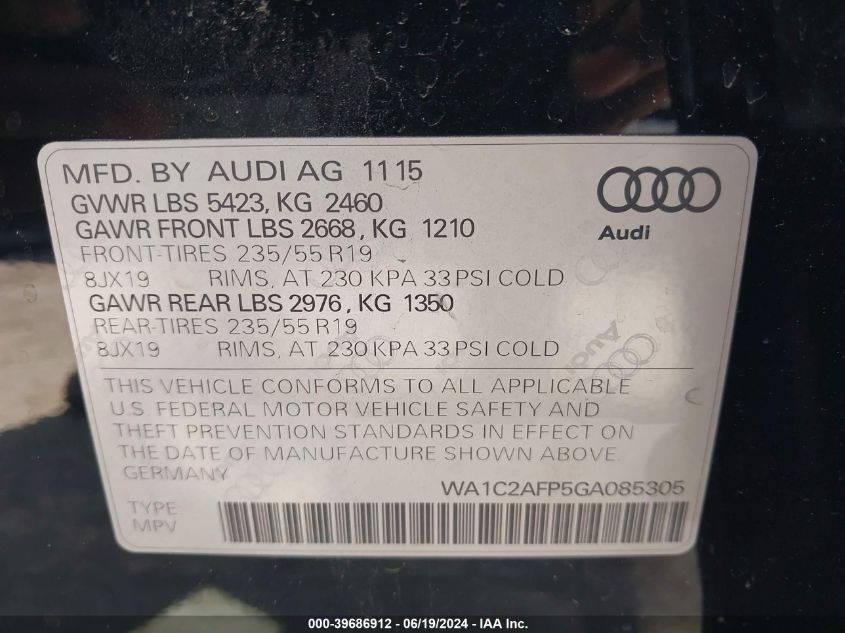 MFD. BY AUDI AG 11 15
GVWR LBS 5423, KG 2460
GAWR FRONT LBS 2668, KG 1210
FRONT-TIRES 235/55 R19
8JX19 RIMS, AT 230 KPA 33 PSI COLD
GAWR REAR LBS 2976, KG 1350
REAR-TIRES 235/55 R19
8JX19 RIMS, AT 230 KPA 33 PSI COLD
Audi
Audi
THIS VEHICLE CONFORMS TO ALL APPLICABLE
U.S. FEDERAL MOTOR VEHICLE SAFETY AND
THEFT PREVENTION STANDARDS IN EFFECT ON
THE DATE OF MANUFACTURE SHOWN ABOVE.
GERMANY
WA1C2AFP5GA085305
TYPE
MPV
000-39686912 - 06/19/2024 - IAA Inc.